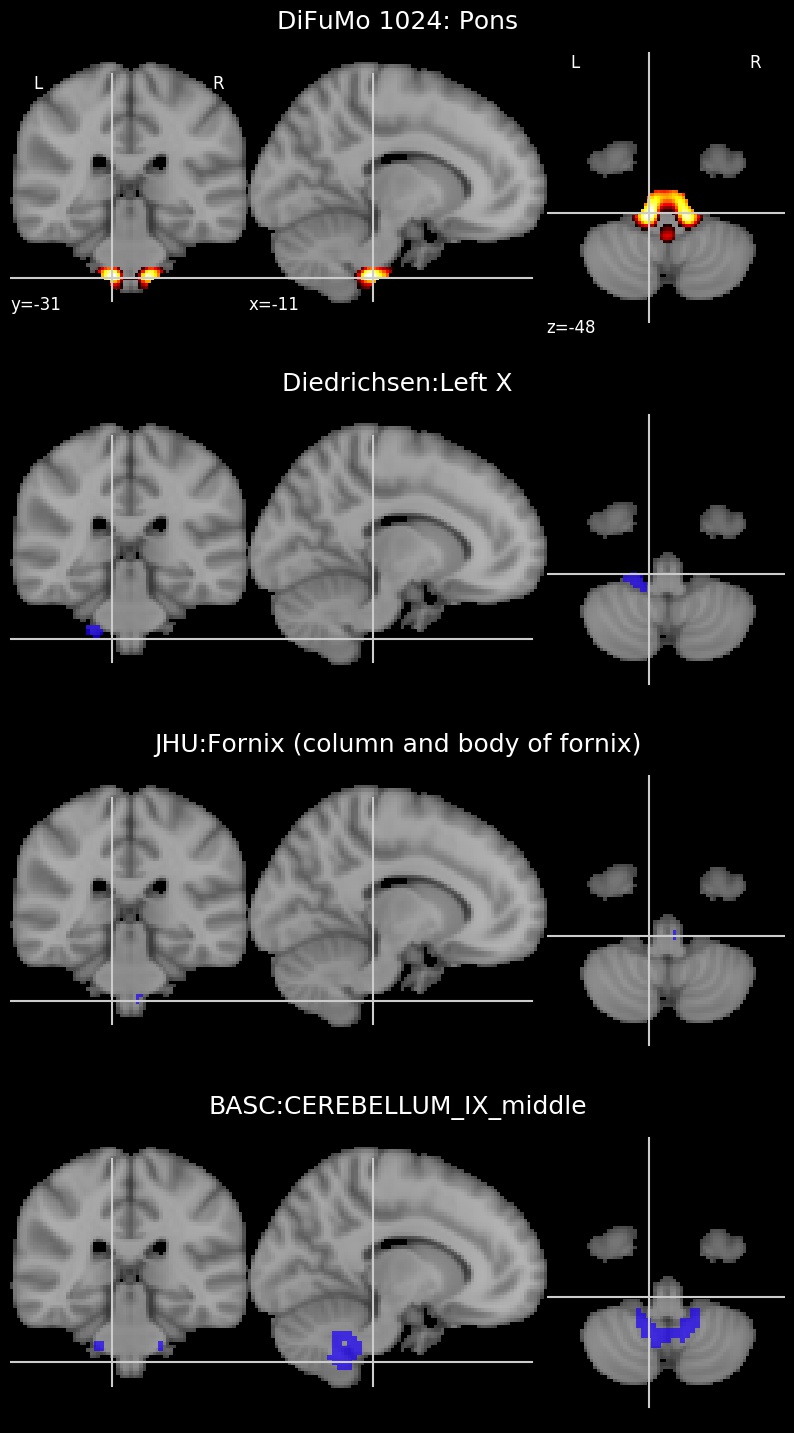 DiFuMo 1024: Pons
L R
L R
y=-31 x=-11
z=-48
Diedrichsen:Left X
JHU:Fornix (column and body of fornix)
BASC:CEREBELLUM_IX_middle